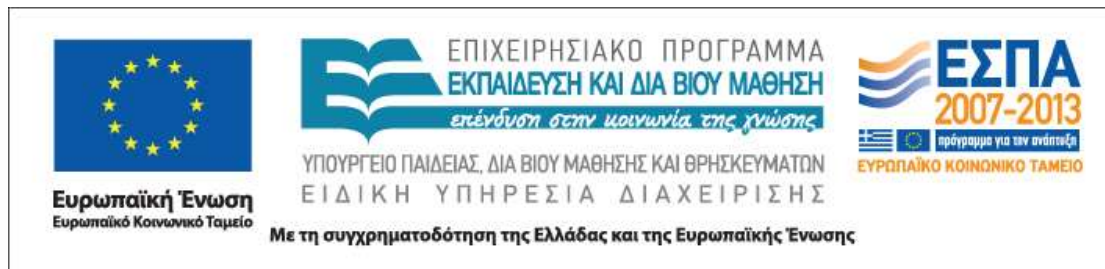 Ευρωπαϊκή Ένωση
Ευρωπαϊκό Κοινωνικό Ταμείο
ΕΠΙΧΕΙΡΗΣΙΑΚΟ ΠΡΟΓΡΑΜΜΑ
ΕΚΠΑΙΔΕΥΣΗ ΚΑΙ ΔΙΑ ΒΙΟΥ ΜΑΘΗΣΗ
επένδυση στην κοινωνία της γνώσης
ΥΠΟΥΡΓΕΙΟ ΠΑΙΔΕΙΑΣ, ΔΙΑ ΒΙΟΥ ΜΑΘΗΣΗΣ ΚΑΙ ΘΡΗΣΚΕΥΜΑΤΩΝ
ΕΙΔΙΚΗ ΥΠΗΡΕΣΙΑ ΔΙΑΧΕΙΡΙΣΗΣ
Με τη συγχρηματοδότηση της Ελλάδας και της Ευρωπαϊκής Ένωσης
ΕΣΠΑ
2007-2013
πρόγραμμα για την ανάπτυξη
ΕΥΡΩΠΑΪΚΟ ΚΟΙΝΩΝΙΚΟ ΤΑΜΕΙΟ